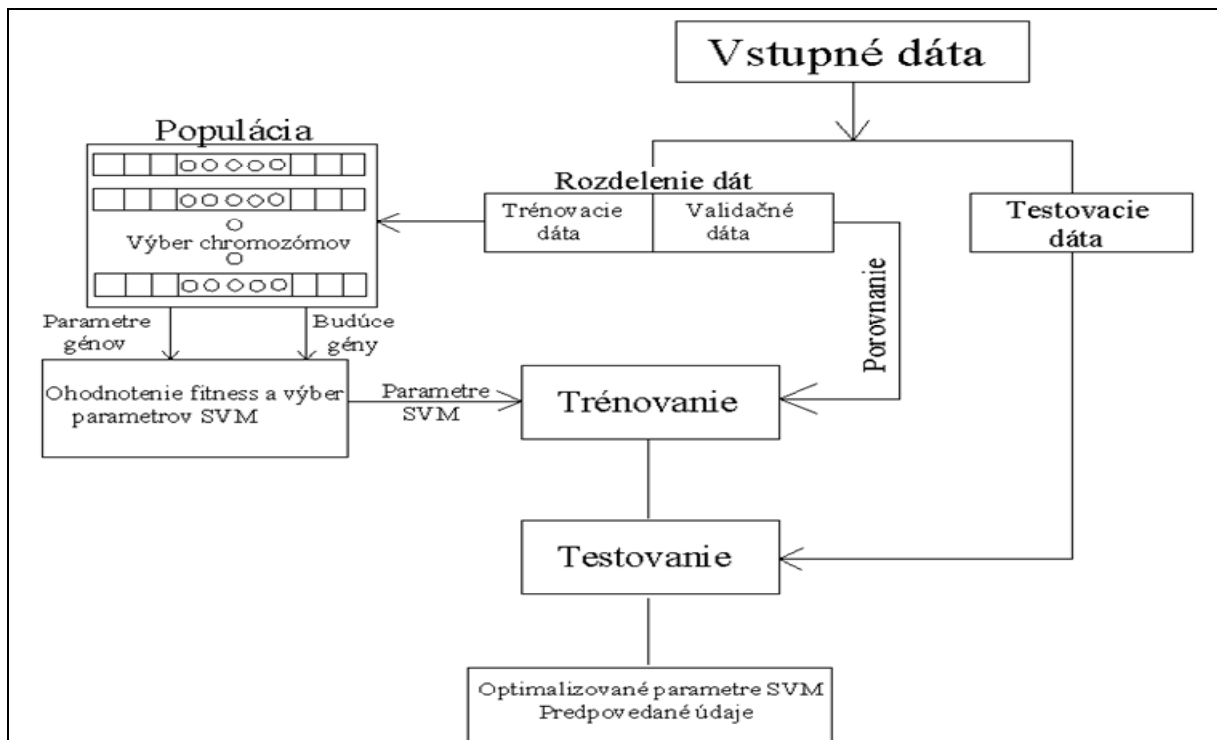 Vstupné dáta
Populácia
Výber chromozómov
Rozdelenie dát
Trénovacie
dáta
Validačné
dáta
Testovacie
dáta
Parametre
génov
Budúce
gény
Porovnanie
Ohodnotenie fitness a výber
parametrov SVM
Parametre
SVM
Trénovanie
Testovanie
Optimalizované parametre SVM
Predpovedané údaje